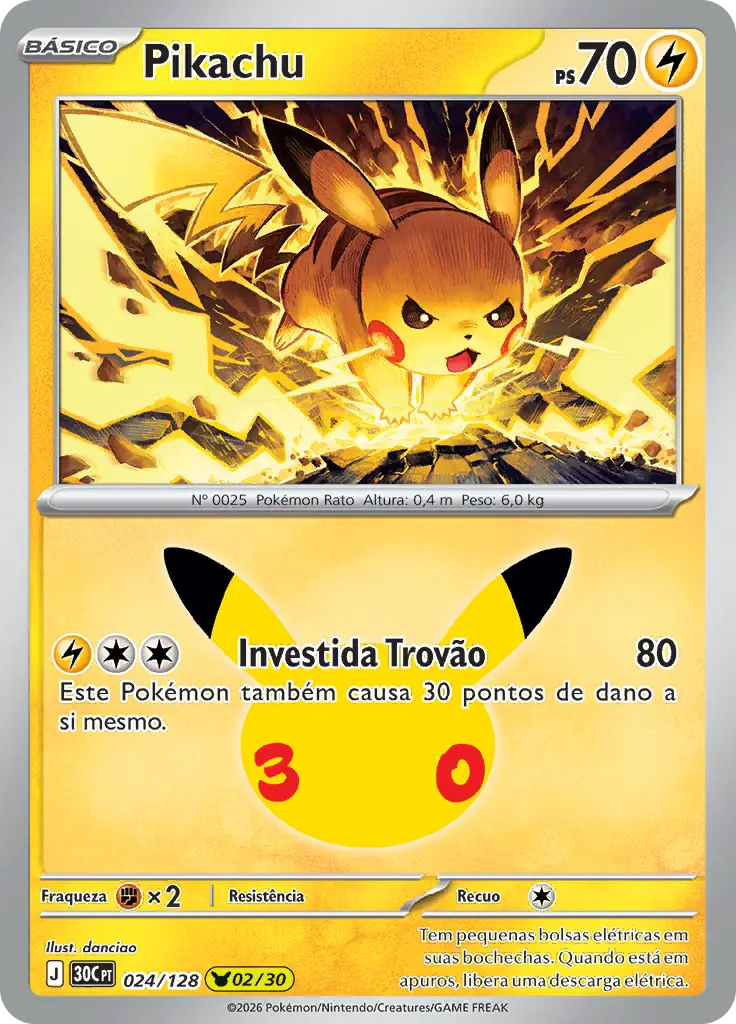 BÁSICO
Pikachu
PS 70
Nº 0025 Pokémon Rato Altura: 0,4 m Peso: 6,0 kg
Investida Trovão 80
Este Pokémon também causa 30 pontos de dano a
si mesmo.
3 0
Fraqueza ×2 Resistência Recuo
Ilust. danciao
J 30C PT 024/128 02/30
Tem pequenas bolsas elétricas em
suas bochechas. Quando está em
apuros, libera uma descarga elétrica.
©2026 Pokémon/Nintendo/Creatures/GAME FREAK